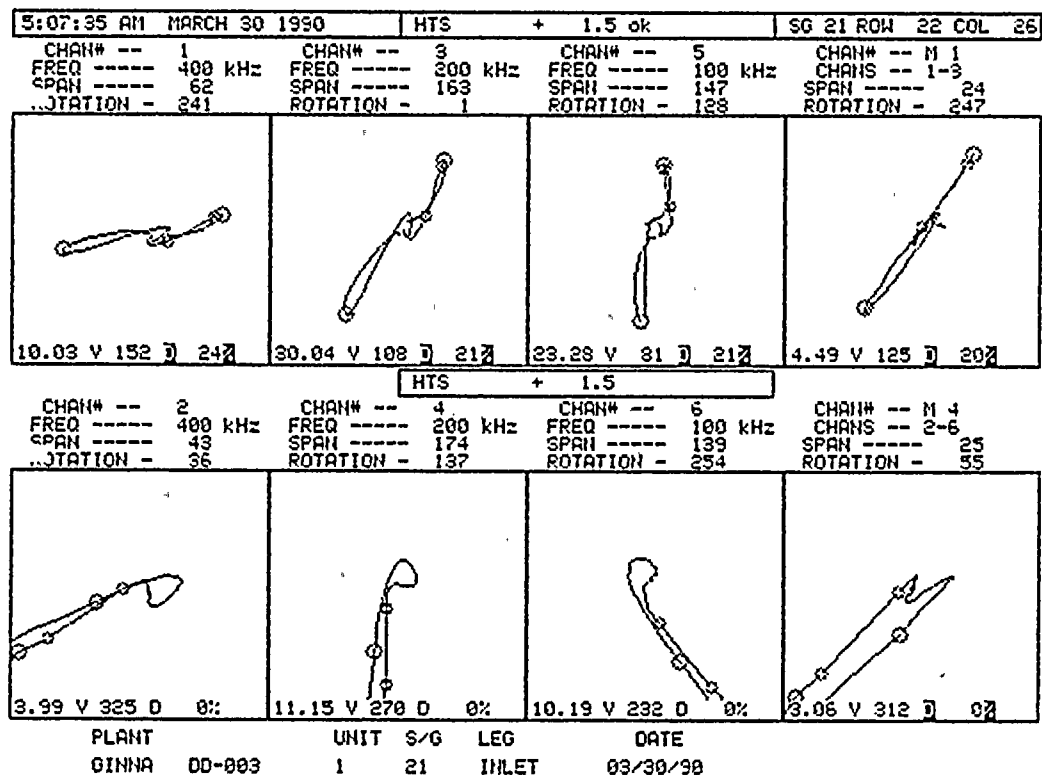 5:07:35 AM MARCH 30 1990 HTS + 1.5 ok SG 21 ROW 22 COL 26
CHAN# -- 1 CHAN# -- 3 CHAN# -- 5 CHAN# -- M 1
FREQ ----- 400 kHz FREQ ----- 200 kHz FREQ ----- 100 kHz CHANS -- 1-3
SPAN ----- 62 SPAN ----- 163 SPAN ----- 147 SPAN ----- 24
..OTATION - 241 ROTATION - 1 ROTATION - 128 ROTATION - 247
10.03 V 152 D 24% 30.04 V 108 D 21% 23.28 V 81 D 21% 4.49 V 125 D 20%
HTS + 1.5
CHAN# -- 2 CHAN# -- 4 CHAN# -- 6 CHAN# -- M 4
FREQ ----- 400 kHz FREQ ----- 200 kHz FREQ ----- 100 kHz CHANS -- 2-6
SPAN ----- 43 SPAN ----- 174 SPAN ----- 139 SPAN ----- 25
..OTATION - 36 ROTATION - 137 ROTATION - 254 ROTATION - 55
3.99 V 325 D 0% 11.15 V 270 D 0% 10.19 V 232 D 0% 3.06 V 312 D 0%
PLANT UNIT S/G LEG DATE
GINNA DD-003 1 21 INLET 03/30/90